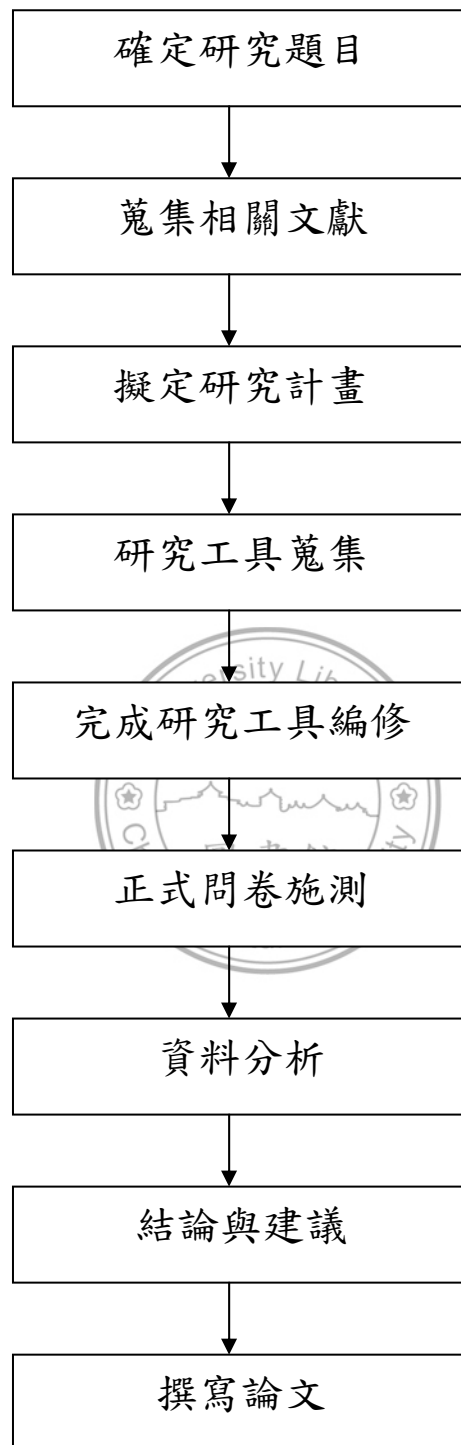 確定研究題目
蒐集相關文獻
擬定研究計畫
研究工具蒐集
完成研究工具編修
正式問卷施測
資料分析
結論與建議
撰寫論文